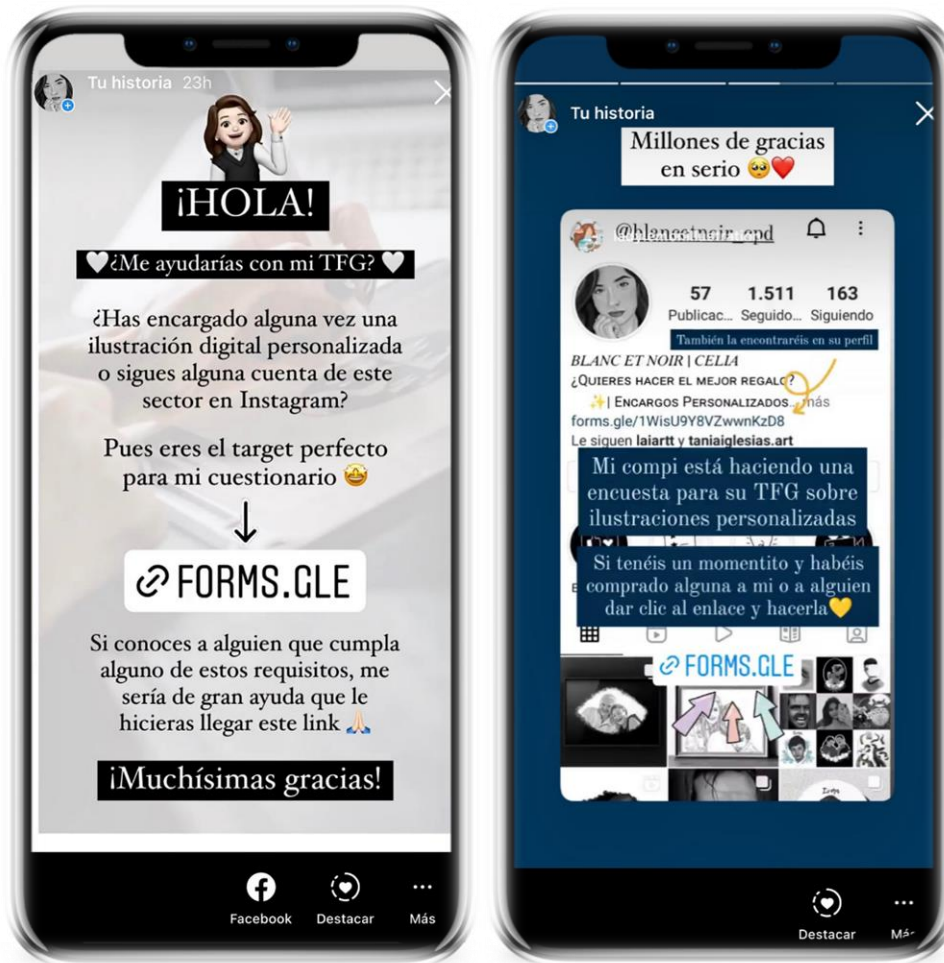 Tu historia 23h
¡HOLA!
🤍¿Me ayudarías con mi TFG? 🤍
¿Has encargado alguna vez una
ilustración digital personalizada
o sigues alguna cuenta de este
sector en Instagram?
Pues eres el target perfecto
para mi cuestionario 🤩
↓
FORMS.GLE
Si conoces a alguien que cumpla
alguno de estos requisitos, me
sería de gran ayuda que le
hicieras llegar este link 🙏🏻
¡Muchísimas gracias!
Facebook Destacar Más
Tu historia
Millones de gracias
en serio 🥺❤️
@blancetnoir_cpd
57 1.511 163
Publicac... Seguido... Siguiendo
También la encontraréis en su perfil
BLANC ET NOIR | CELIA
¿QUIERES HACER EL MEJOR REGALO?
✨| ENCARGOS PERSONALIZADOS... más
forms.gle/1WisU9Y8VZwwnKzD8
Le siguen laiartt y taniaiglesias.art
Mi compi está haciendo una
encuesta para su TFG sobre
ilustraciones personalizadas
Si tenéis un momentito y habéis
comprado alguna a mi o a alguien
dar clic al enlace y hacerla💛
FORMS.GLE
Destacar